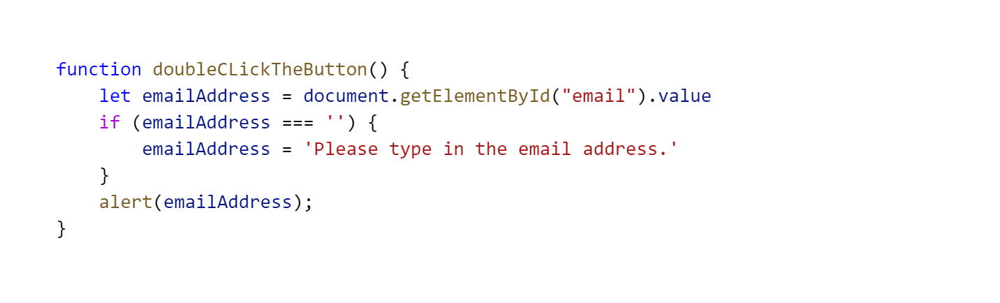 function doubleCLickTheButton() {
    let emailAddress = document.getElementById("email").value
    if (emailAddress === '') {
        emailAddress = 'Please type in the email address.'
    }
    alert(emailAddress);
}